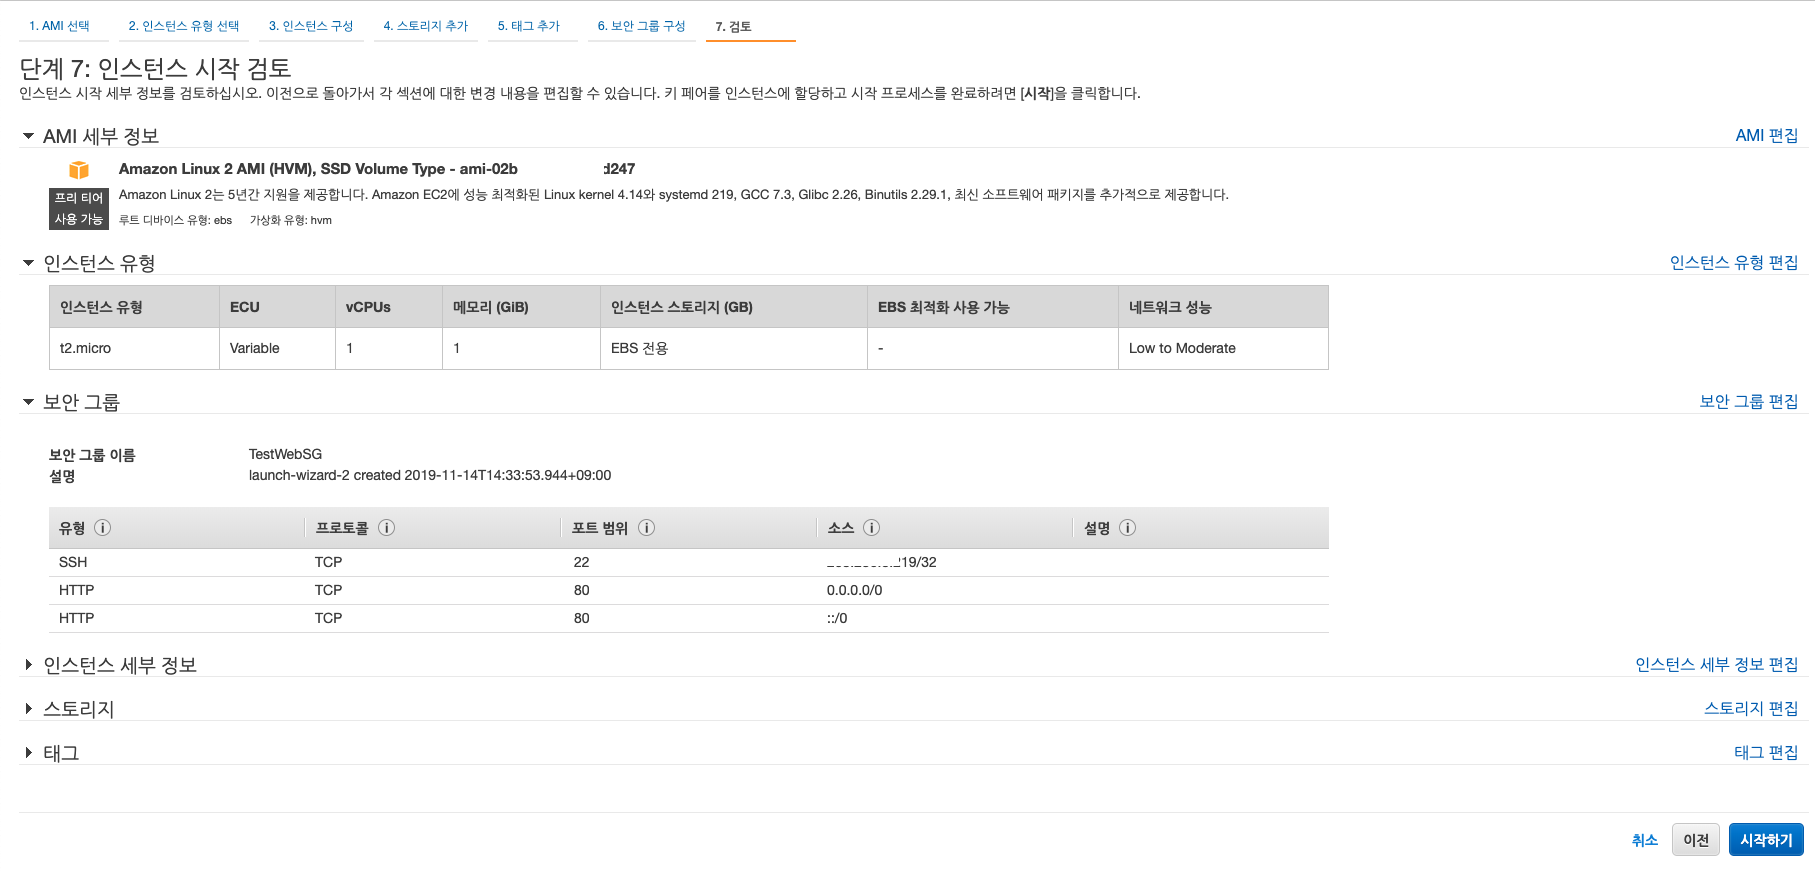 1. AMI 선택 2. 인스턴스 유형 선택 3. 인스턴스 구성 4. 스토리지 추가 5. 태그 추가 6. 보안 그룹 구성 7. 검토
단계 7: 인스턴스 시작 검토
인스턴스 시작 세부 정보를 검토하십시오. 이전으로 돌아가서 각 섹션에 대한 변경 내용을 편집할 수 있습니다. 키 페어를 인스턴스에 할당하고 시작 프로세스를 완료하려면 [시작]을 클릭합니다.
AMI 세부 정보 AMI 편집
Amazon Linux 2 AMI (HVM), SSD Volume Type - ami-02b d247
프리 티어
사용 가능
Amazon Linux 2는 5년간 지원을 제공합니다. Amazon EC2에 성능 최적화된 Linux kernel 4.14와 systemd 219, GCC 7.3, Glibc 2.26, Binutils 2.29.1, 최신 소프트웨어 패키지를 추가적으로 제공합니다.
루트 디바이스 유형: ebs 가상화 유형: hvm
인스턴스 유형 인스턴스 유형 편집
인스턴스 유형 ECU vCPUs 메모리 (GiB) 인스턴스 스토리지 (GB) EBS 최적화 사용 가능 네트워크 성능
t2.micro Variable 1 1 EBS 전용 - Low to Moderate
보안 그룹 보안 그룹 편집
보안 그룹 이름 TestWebSG
설명 launch-wizard-2 created 2019-11-14T14:33:53.944+09:00
유형 프로토콜 포트 범위 소스 설명
SSH TCP 22 19/32
HTTP TCP 80 0.0.0.0/0
HTTP TCP 80 ::/0
인스턴스 세부 정보 인스턴스 세부 정보 편집
스토리지 스토리지 편집
태그 태그 편집
취소 이전 시작하기